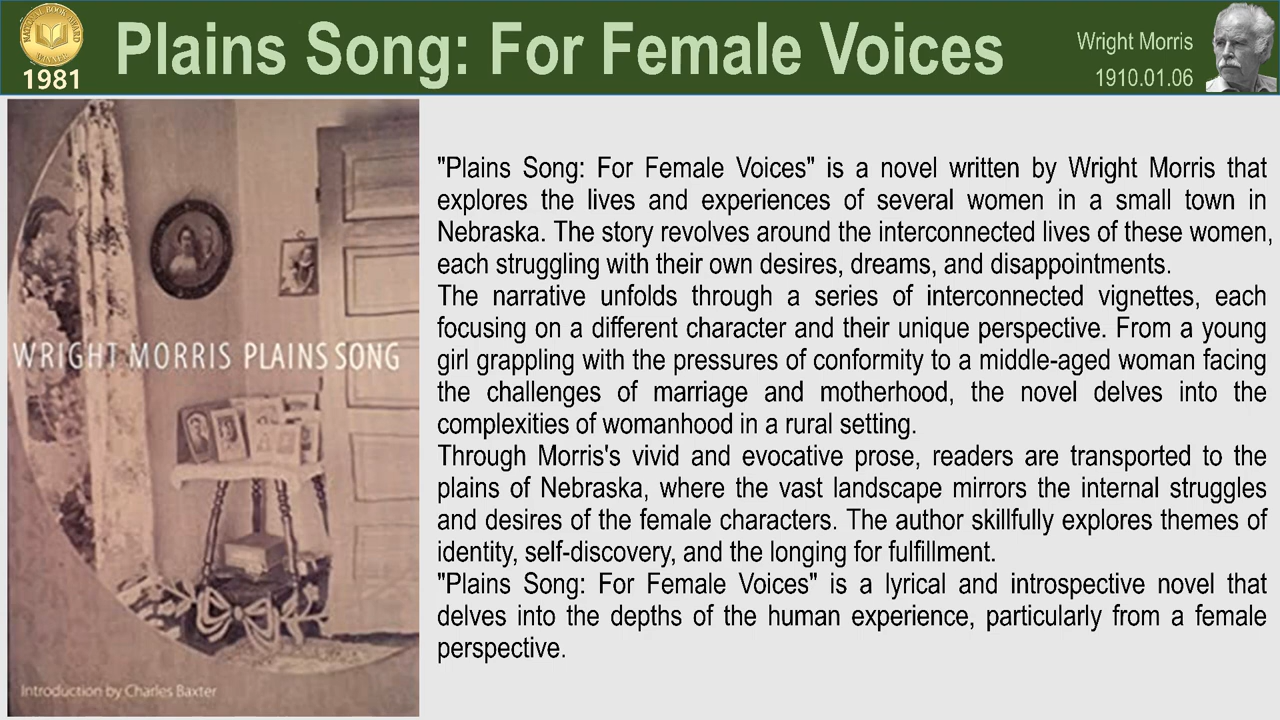 NATIONAL BOOK AWARD
WINNER
1981
Plains Song: For Female Voices
Wright Morris
1910.01.06
WRIGHT MORRIS PLAINS SONG
Introduction by Charles Baxter
"Plains Song: For Female Voices" is a novel written by Wright Morris that
explores the lives and experiences of several women in a small town in
Nebraska. The story revolves around the interconnected lives of these women,
each struggling with their own desires, dreams, and disappointments.
The narrative unfolds through a series of interconnected vignettes, each
focusing on a different character and their unique perspective. From a young
girl grappling with the pressures of conformity to a middle-aged woman facing
the challenges of marriage and motherhood, the novel delves into the
complexities of womanhood in a rural setting.
Through Morris's vivid and evocative prose, readers are transported to the
plains of Nebraska, where the vast landscape mirrors the internal struggles
and desires of the female characters. The author skillfully explores themes of
identity, self-discovery, and the longing for fulfillment.
"Plains Song: For Female Voices" is a lyrical and introspective novel that
delves into the depths of the human experience, particularly from a female
perspective.